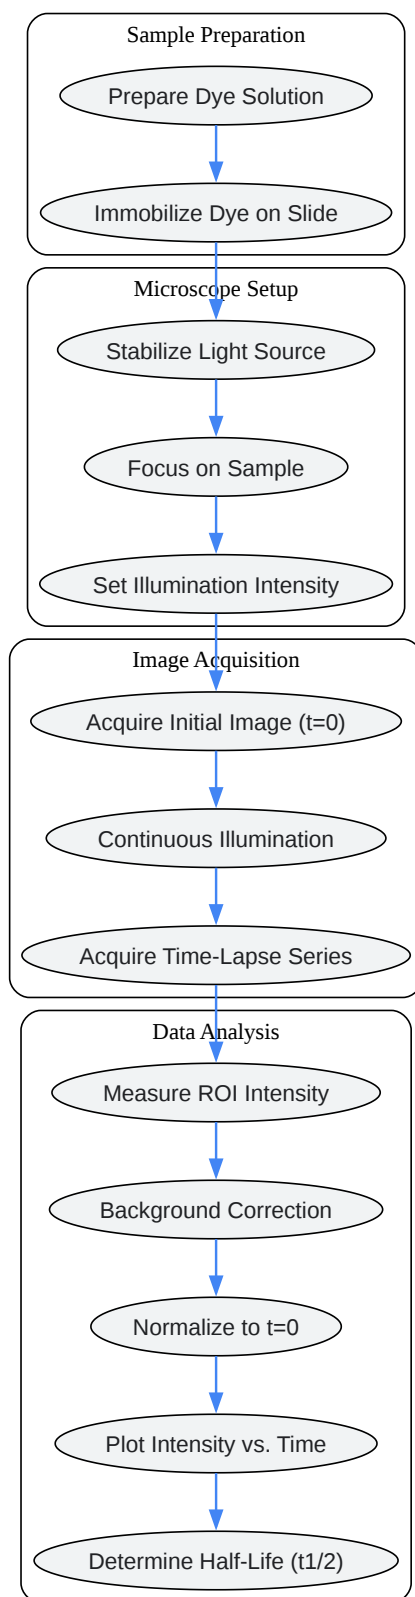 Sample Preparation
Prepare Dye Solution
Immobilize Dye on Slide
Microscope Setup
Stabilize Light Source
Focus on Sample
Set Illumination Intensity
Image Acquisition
Acquire Initial Image (t=0)
Continuous Illumination
Acquire Time-Lapse Series
Data Analysis
Measure ROI Intensity
Background Correction
Normalize to t=0
Plot Intensity vs. Time
Determine Half-Life (t1/2)